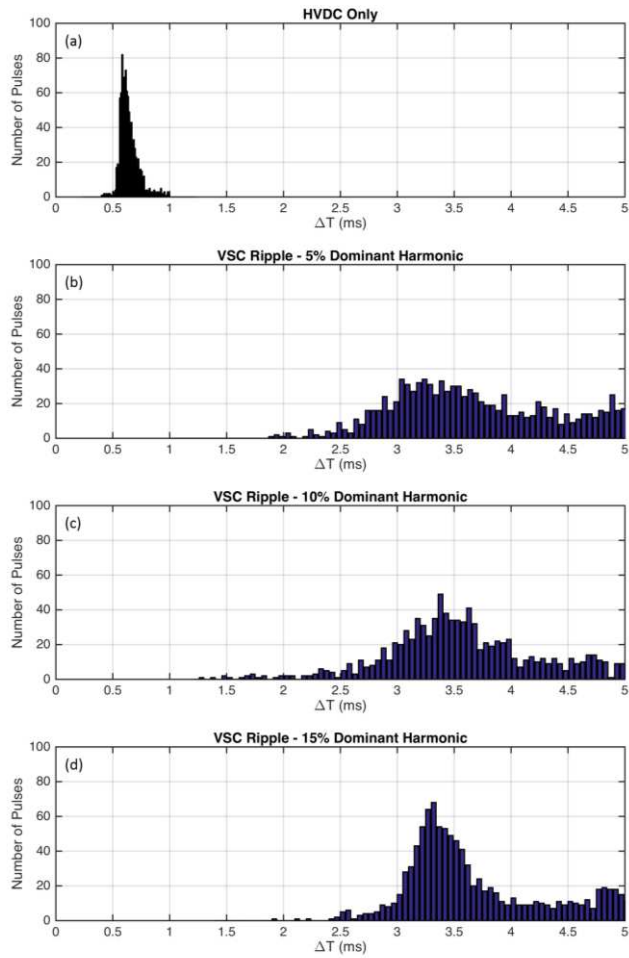 HVDC Only
(a)
Number of Pulses
100
80
60
40
20
0
0 0.5 1 1.5 2 2.5 3 3.5 4 4.5 5
ΔT (ms)
VSC Ripple - 5% Dominant Harmonic
(b)
Number of Pulses
100
80
60
40
20
0
0 0.5 1 1.5 2 2.5 3 3.5 4 4.5 5
ΔT (ms)
VSC Ripple - 10% Dominant Harmonic
(c)
Number of Pulses
100
80
60
40
20
0
0 0.5 1 1.5 2 2.5 3 3.5 4 4.5 5
ΔT (ms)
VSC Ripple - 15% Dominant Harmonic
(d)
Number of Pulses
100
80
60
40
20
0
0 0.5 1 1.5 2 2.5 3 3.5 4 4.5 5
ΔT (ms)